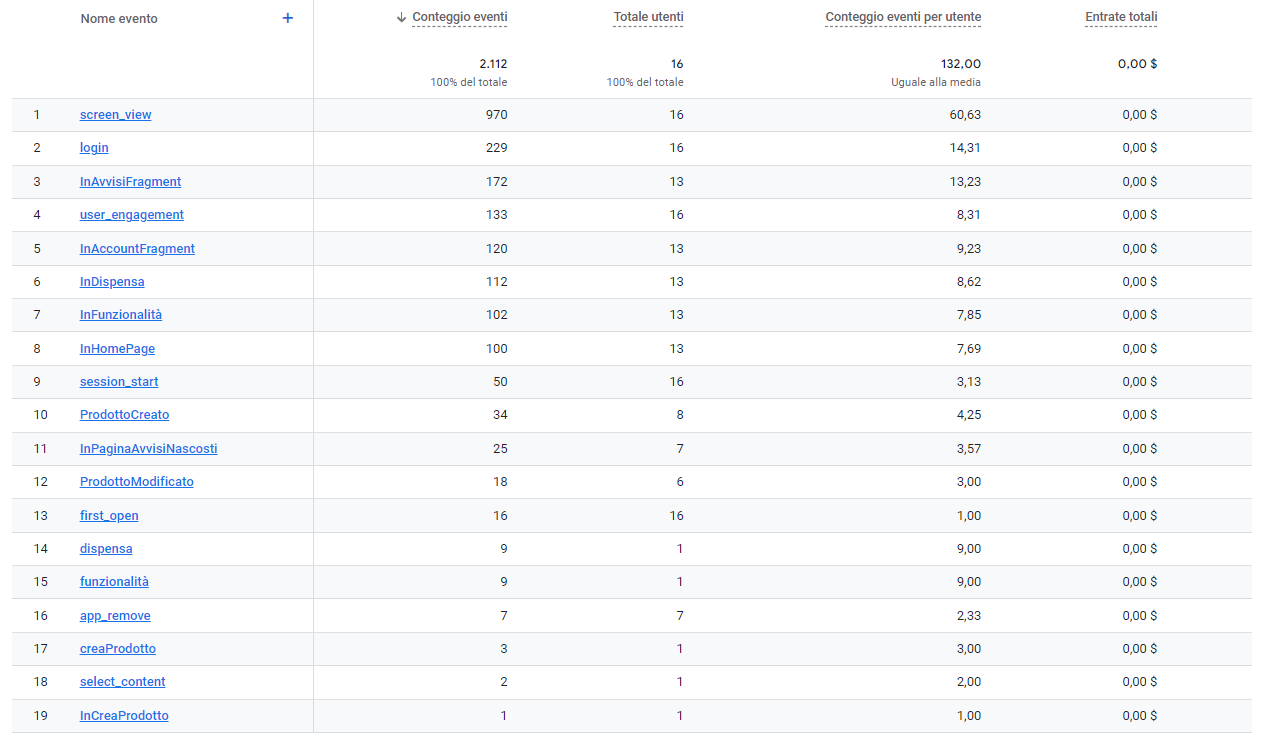 Nome evento + ↓ Conteggio eventi Totale utenti Conteggio eventi per utente Entrate totali
2.112 16 132,00 0,00 $
100% del totale 100% del totale Uguale alla media
1 screen_view 970 16 60,63 0,00 $
2 login 229 16 14,31 0,00 $
3 InAvvisiFragment 172 13 13,23 0,00 $
4 user_engagement 133 16 8,31 0,00 $
5 InAccountFragment 120 13 9,23 0,00 $
6 InDispensa 112 13 8,62 0,00 $
7 InFunzionalità 102 13 7,85 0,00 $
8 InHomePage 100 13 7,69 0,00 $
9 session_start 50 16 3,13 0,00 $
10 ProdottoCreato 34 8 4,25 0,00 $
11 InPaginaAvvisiNascosti 25 7 3,57 0,00 $
12 ProdottoModificato 18 6 3,00 0,00 $
13 first_open 16 16 1,00 0,00 $
14 dispensa 9 1 9,00 0,00 $
15 funzionalità 9 1 9,00 0,00 $
16 app_remove 7 7 2,33 0,00 $
17 creaProdotto 3 1 3,00 0,00 $
18 select_content 2 1 2,00 0,00 $
19 InCreaProdotto 1 1 1,00 0,00 $